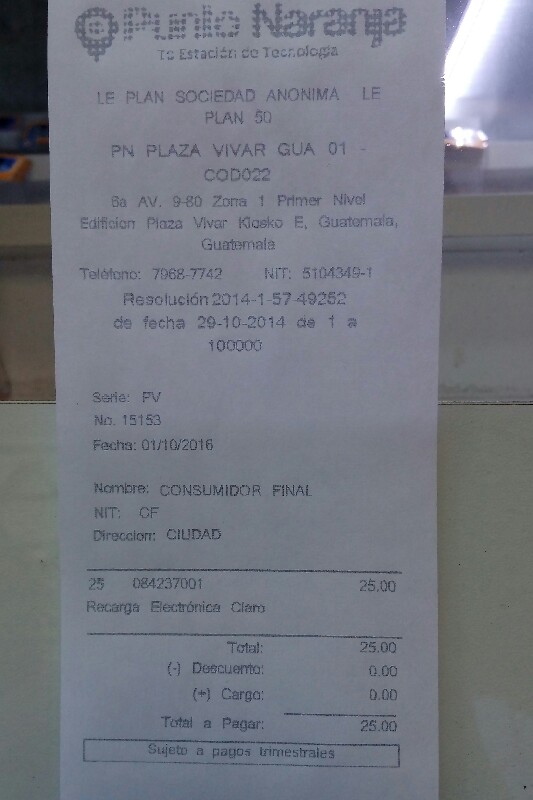 Punto Naranja
Tu Estación de Tecnología
LE PLAN SOCIEDAD ANONIMA LE
PLAN 50
PN PLAZA VIVAR GUA 01 -
COD022
6a AV. 9-80 Zona 1 Primer Nivel
Edificion Plaza Vivar Kiosko E, Guatemala,
Guatemala
Teléfono: 7968-7742 NIT: 5104349-1
Resolución 2014-1-57-49252
de fecha 29-10-2014 de 1 a
100000
Serie: PV
No. 15153
Fecha: 01/10/2016
Nombre: CONSUMIDOR FINAL
NIT: CF
Direccion: CIUDAD
25 084237001 25.00
Recarga Electrónica Claro
Total: 25.00
(-) Descuento: 0.00
(+) Cargo: 0.00
Total a Pagar: 25.00
Sujeto a pagos trimestrales